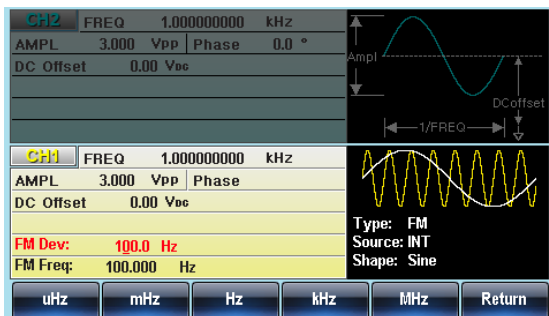 CH2 FREQ 1.000000000 kHz
AMPL 3.000 Vpp Phase 0.0 °
DC Offset 0.00 VDC
Ampl
DCoffset
1/FREQ
CH1 FREQ 1.000000000 kHz
AMPL 3.000 Vpp Phase
DC Offset 0.00 VDC
FM Dev: 100.0 Hz
FM Freq: 100.000 Hz
Type: FM
Source: INT
Shape: Sine
uHz mHz Hz kHz MHz Return